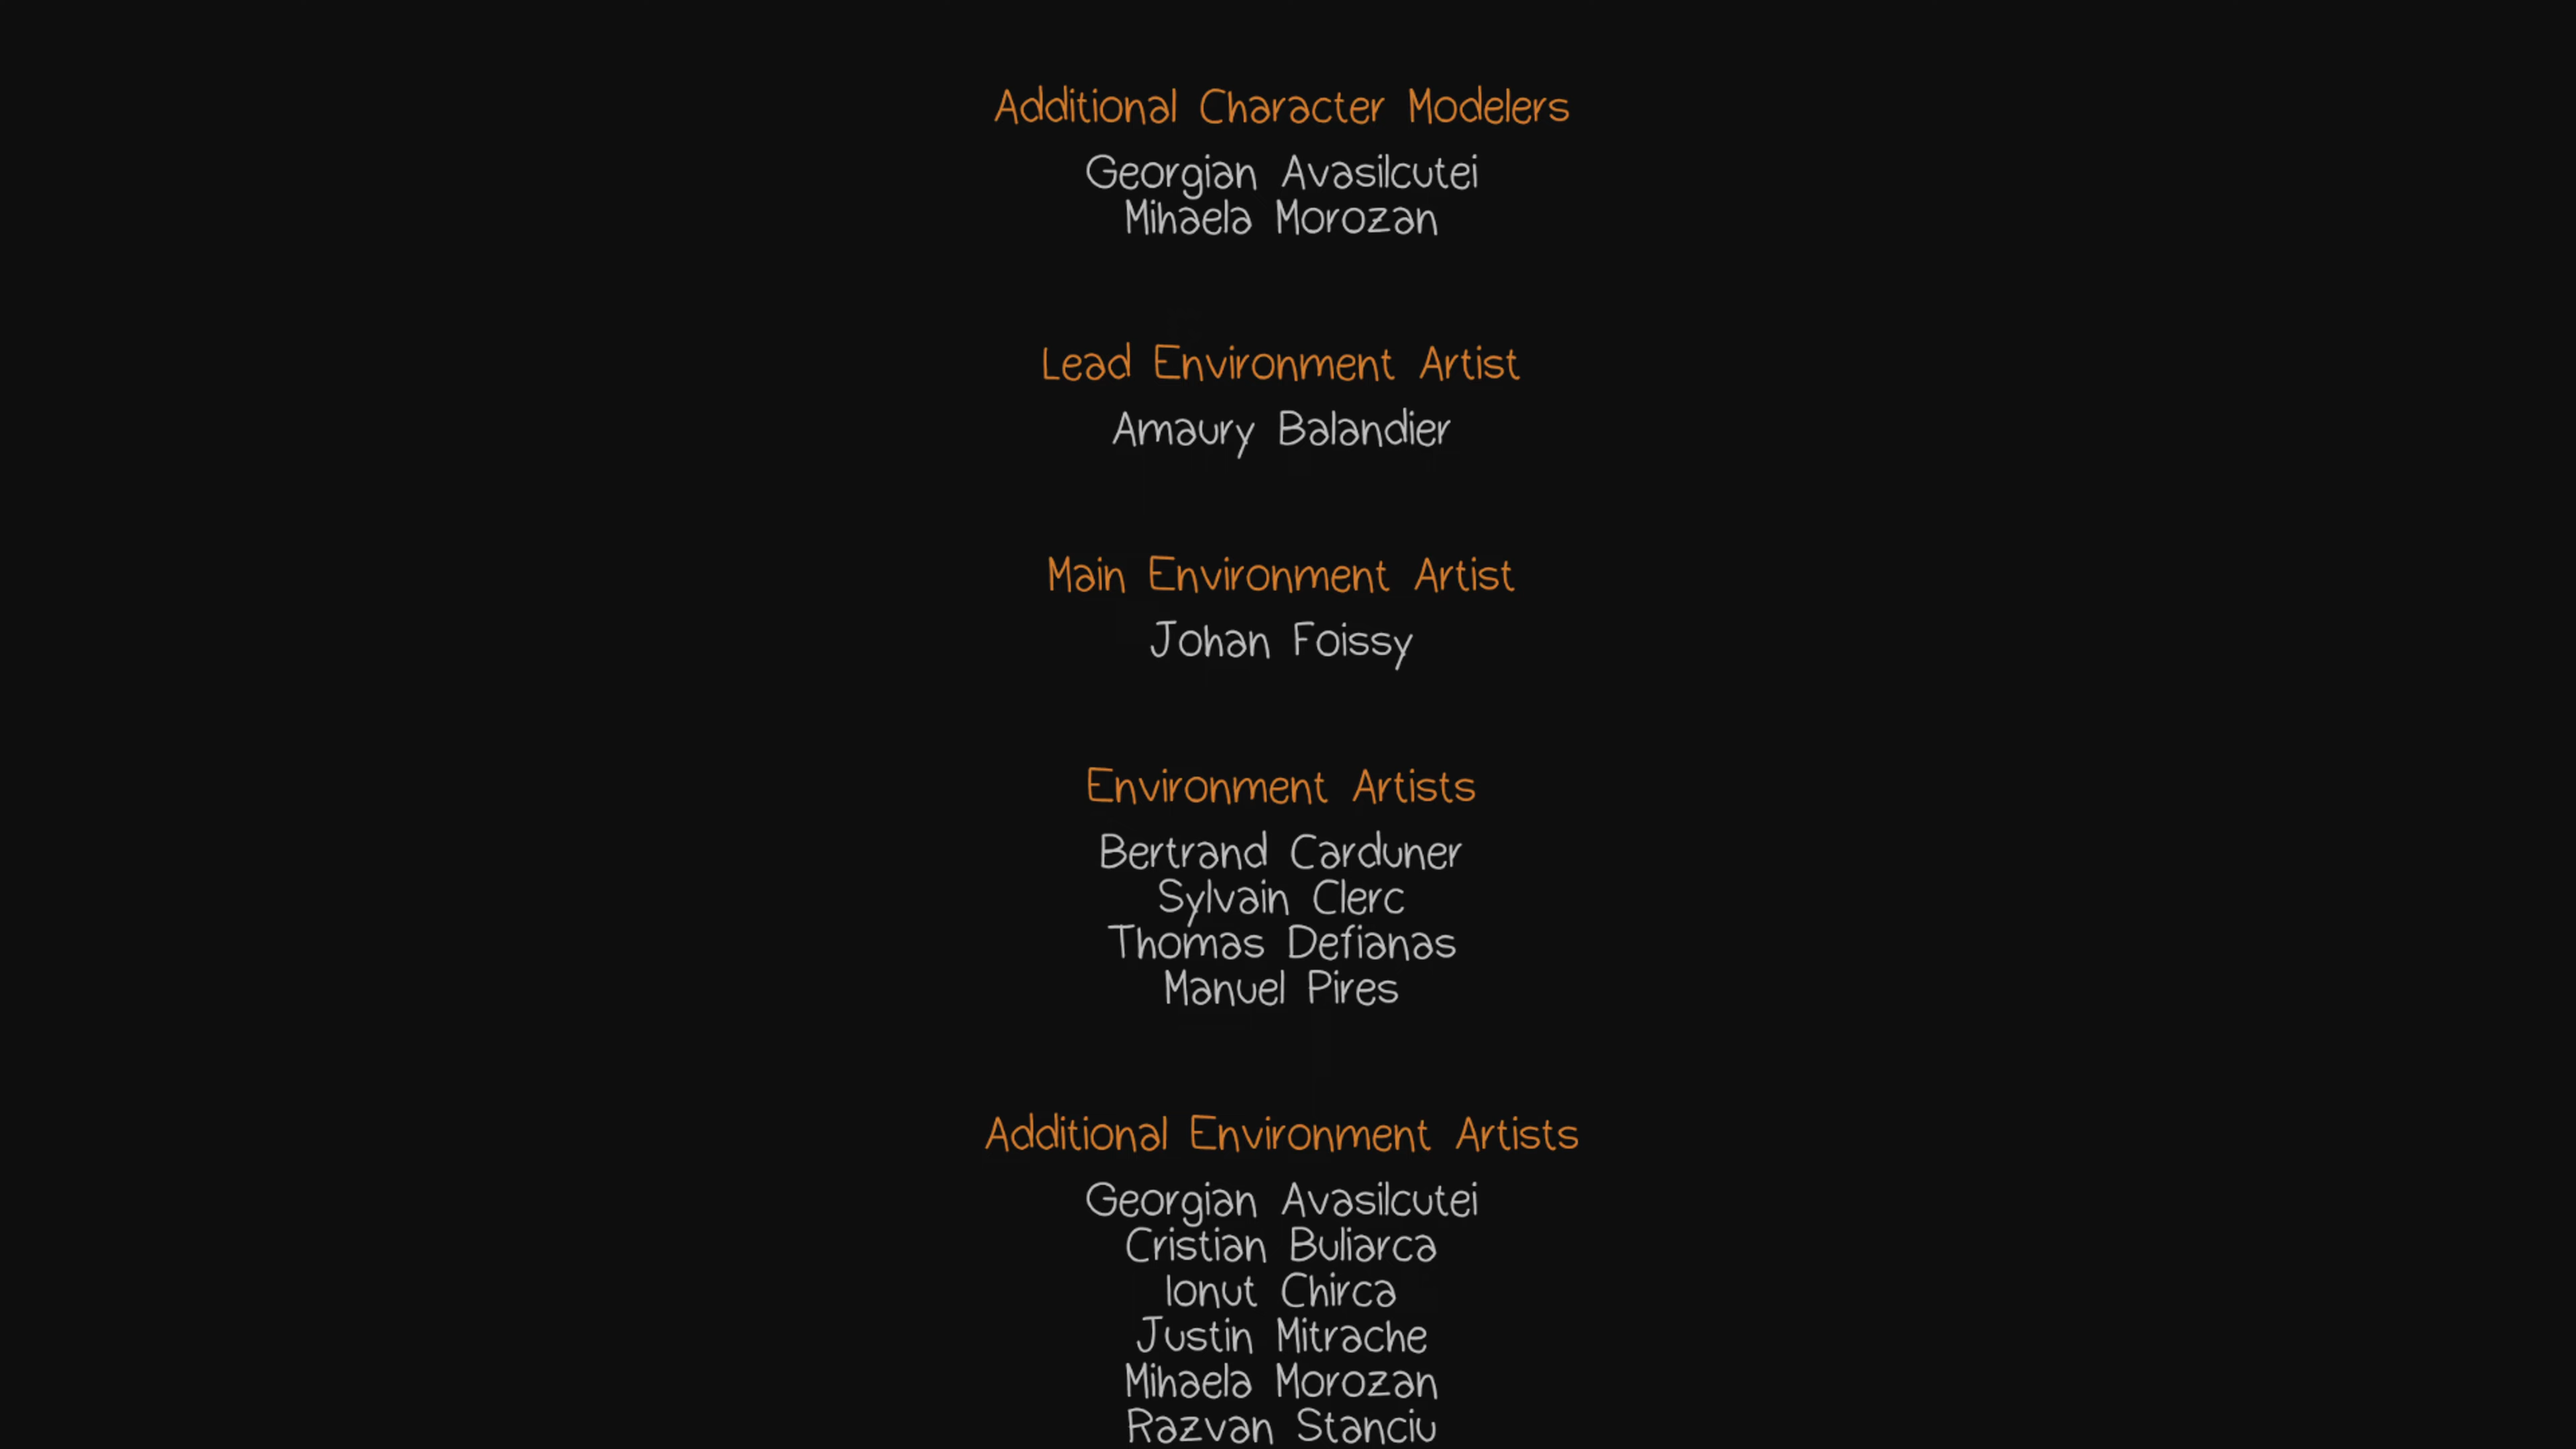 Additional Character Modelers
Georgian Avasilcutei
Mihaela Morozan
Lead Environment Artist
Amaury Balandier
Main Environment Artist
Johan Foissy
Environment Artists
Bertrand Carduner
Sylvain Clerc
Thomas Defianas
Manuel Pires
Additional Environment Artists
Georgian Avasilcutei
Cristian Buliarca
Ionut Chirca
Justin Mitrache
Mihaela Morozan
Razvan Stanciu